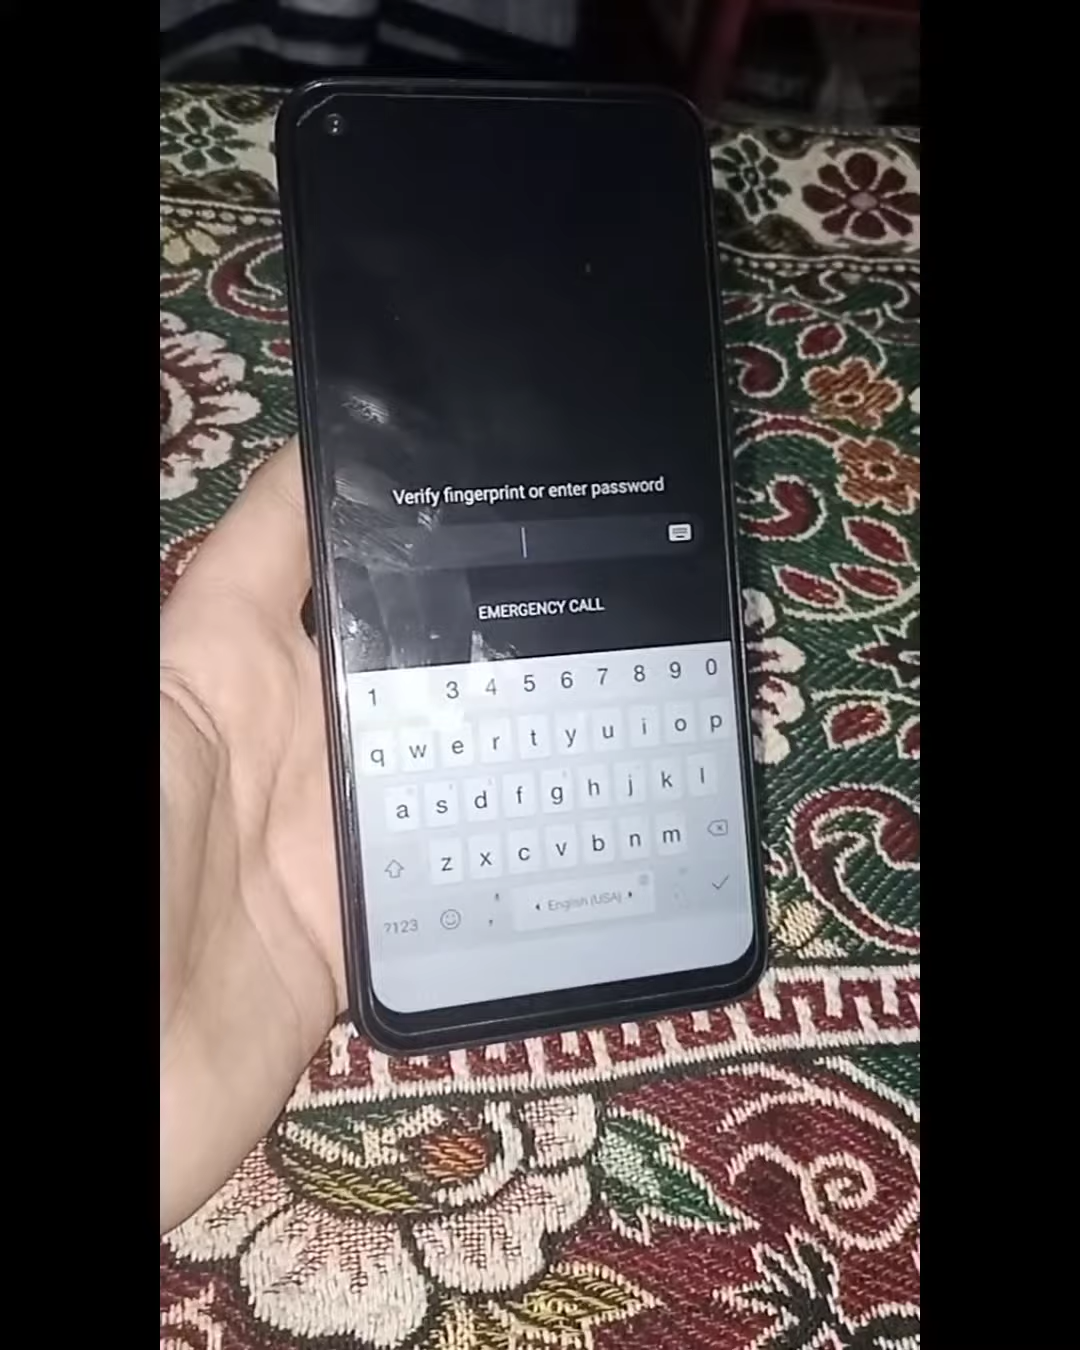 Verify fingerprint or enter password
EMERGENCY CALL
1 3 4 5 6 7 8 9 0
q w e r t y u i o p
a s d f g h j k l
z x c v b n m
?123 , English (USA)